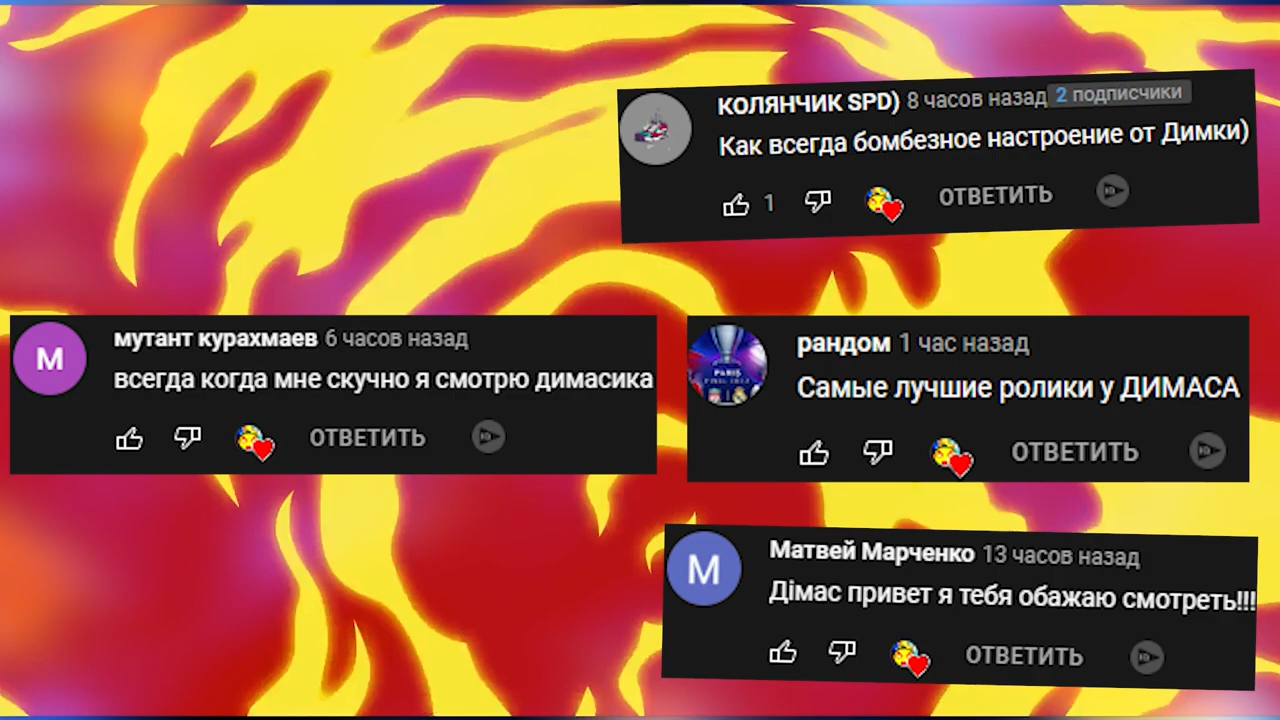 КОЛЯНЧИК SPD) 8 часов назад 2 подписчики
Как всегда бомбезное настроение от Димки)
1 ОТВЕТИТЬ
М
мутант курахмаев 6 часов назад
всегда когда мне скучно я смотрю димасика
ОТВЕТИТЬ
PARIS
рандом 1 час назад
Самые лучшие ролики у ДИМАСА
ОТВЕТИТЬ
М
Матвей Марченко 13 часов назад
Дімас привет я тебя обажаю смотреть!!!
ОТВЕТИТЬ